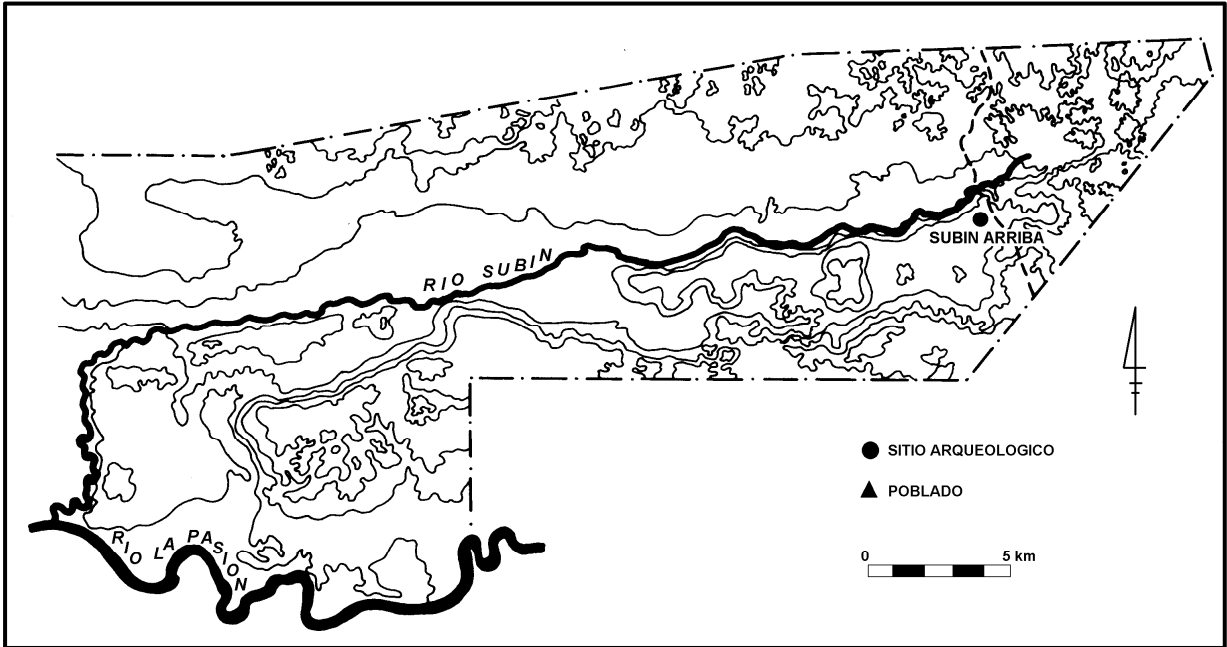 RIO SUBIN
SUBIN ARRIBA
SITIO ARQUEOLOGICO
POBLADO
RIO LA PASION
0 5 km